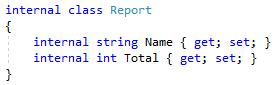 internal class Report
{
    internal string Name { get; set; }
    internal int Total { get; set; }
}